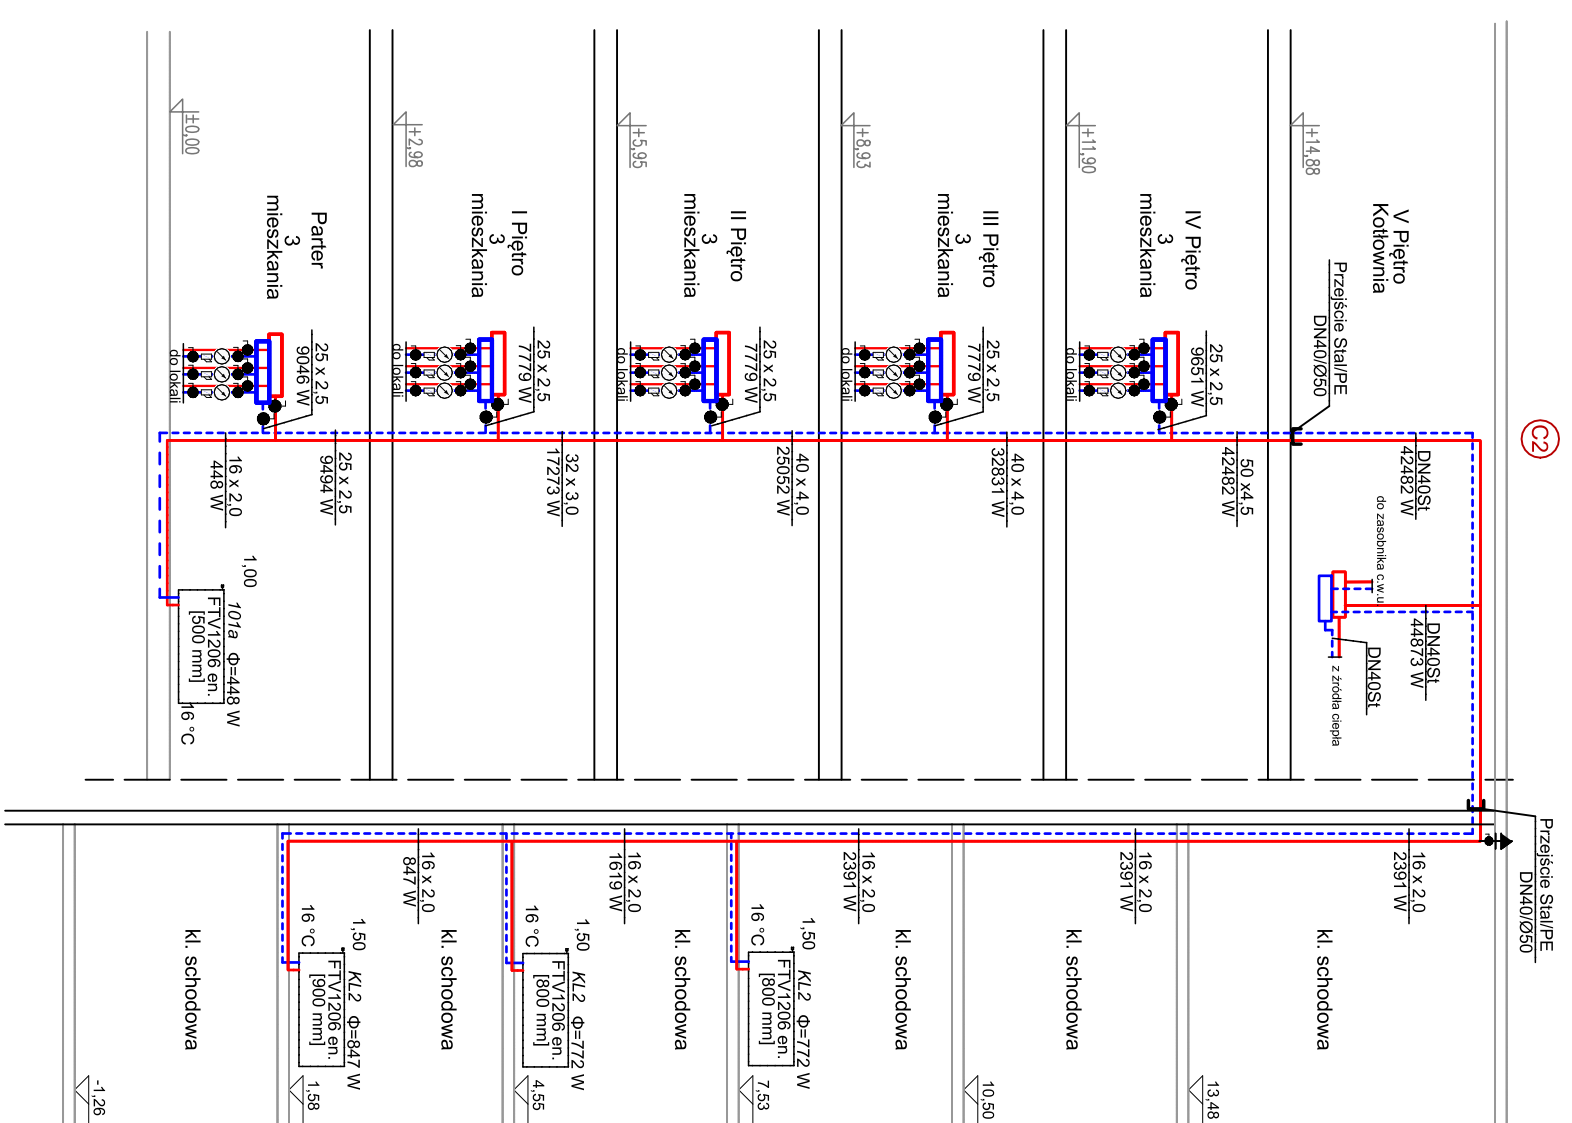 C2
V Piętro
Kotłownia
Przejście Stal/PE
DN40/Ø50
+14,88
DN40St
42482 W
do zasobnika c.w.u
DN40St
44873 W
DN40St
z źródła ciepła
Przejście Stal/PE
DN40/Ø50
16 x 2,0
2391 W
kl. schodowa
13,48
+11,90
IV Piętro
3
mieszkania
25 x 2,5
9651 W
do lokali
50 x4,5
42482 W
16 x 2,0
2391 W
kl. schodowa
10,50
+8,93
III Piętro
3
mieszkania
25 x 2,5
7779 W
do lokali
40 x 4,0
32831 W
16 x 2,0
2391 W
kl. schodowa
1,50
KL2 Φ=772 W
FTV1206 en.
[800 mm]
16 °C
7,53
+5,95
II Piętro
3
mieszkania
25 x 2,5
7779 W
do lokali
40 x 4,0
25052 W
16 x 2,0
1619 W
kl. schodowa
1,50
KL2 Φ=772 W
FTV1206 en.
[800 mm]
16 °C
4,55
+2,98
I Piętro
3
mieszkania
25 x 2,5
7779 W
do lokali
32 x 3,0
17273 W
16 x 2,0
847 W
kl. schodowa
1,50
KL2 Φ=847 W
FTV1206 en.
[900 mm]
16 °C
1,58
±0,00
Parter
3
mieszkania
25 x 2,5
9046 W
do lokali
25 x 2,5
9494 W
16 x 2,0
448 W
1,00
101a Φ=448 W
FTV1206 en.
[500 mm]
16 °C
kl. schodowa
-1,26